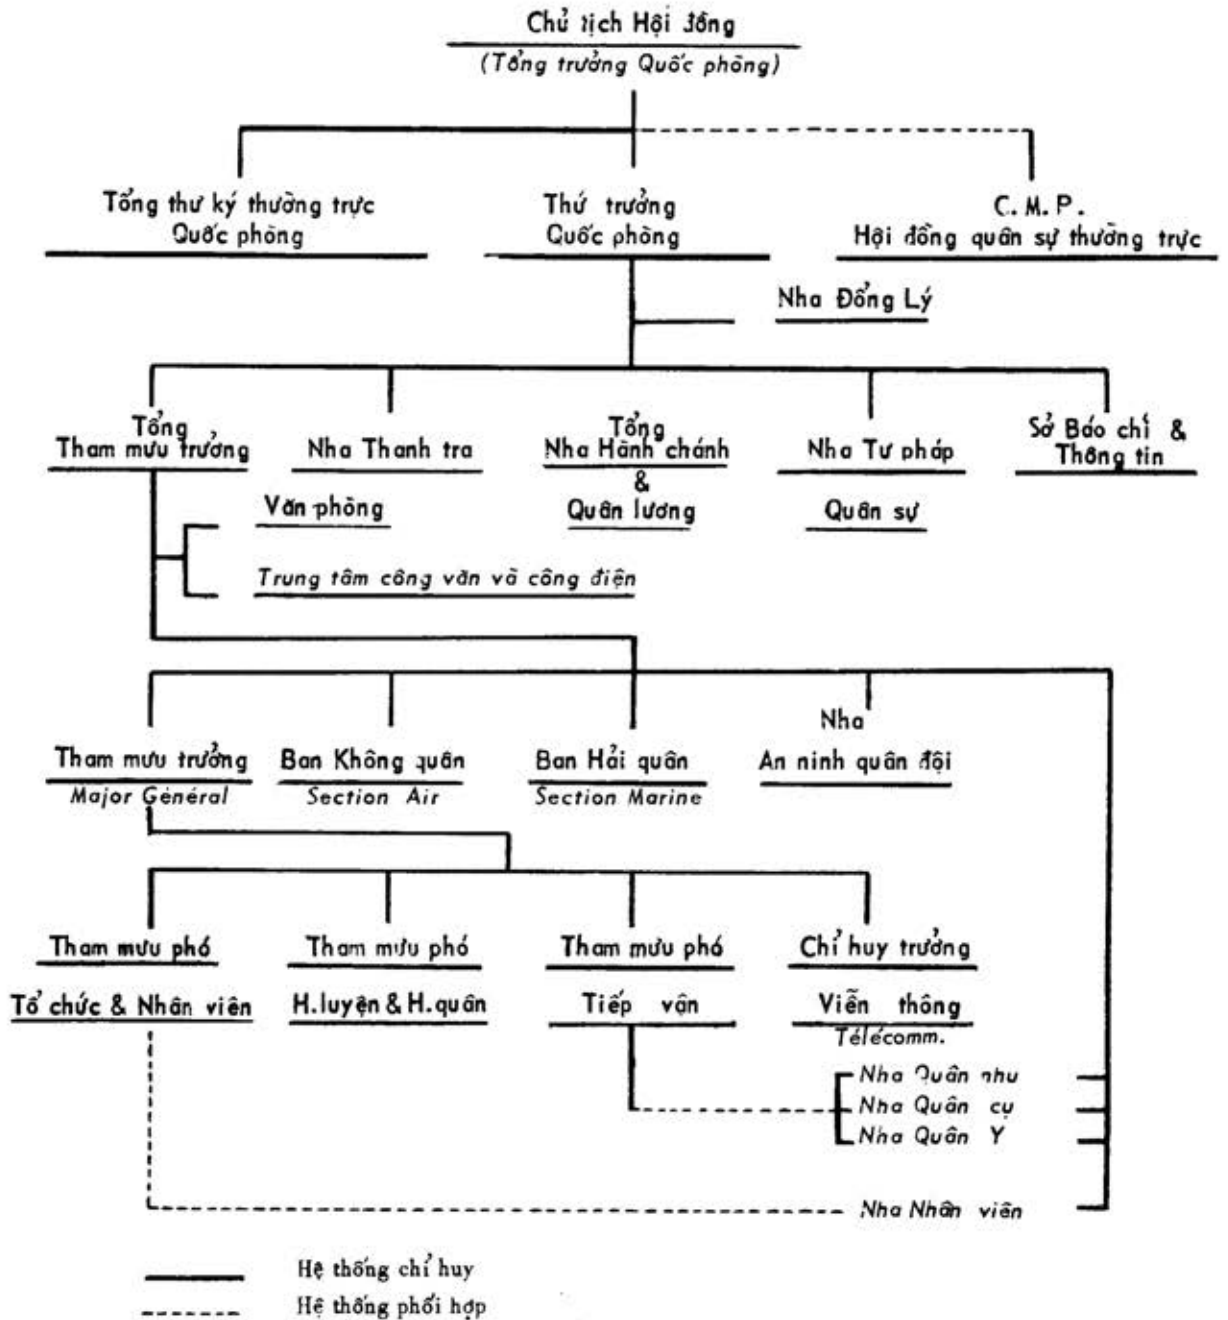 Chủ tịch Hội đồng
(Tổng trưởng Quốc phòng)
Tổng thư ký thường trực
Quốc phòng
Thứ trưởng
Quốc phòng
C. M. P.
Hội đồng quân sự thường trực
Nha Đổng Lý
Tổng
Tham mưu trưởng
Nha Thanh tra
Tổng
Nha Hành chánh
&
Quân lương
Nha Tư pháp
Quân sự
Sở Báo chí &
Thông tin
Văn phòng
Trung tâm công văn và công điện
Tham mưu trưởng
Major Général
Ban Không quân
Section Air
Ban Hải quân
Section Marine
Nha
An ninh quân đội
Tham mưu phó
Tổ chức & Nhân viên
Tham mưu phó
H.luyện & H.quân
Tham mưu phó
Tiếp vận
Chỉ huy trưởng
Viễn thông
Télécomm.
Nha Quân nhu
Nha Quân cụ
Nha Quân Y
Nha Nhân viên
Hệ thống chỉ huy
Hệ thống phối hợp